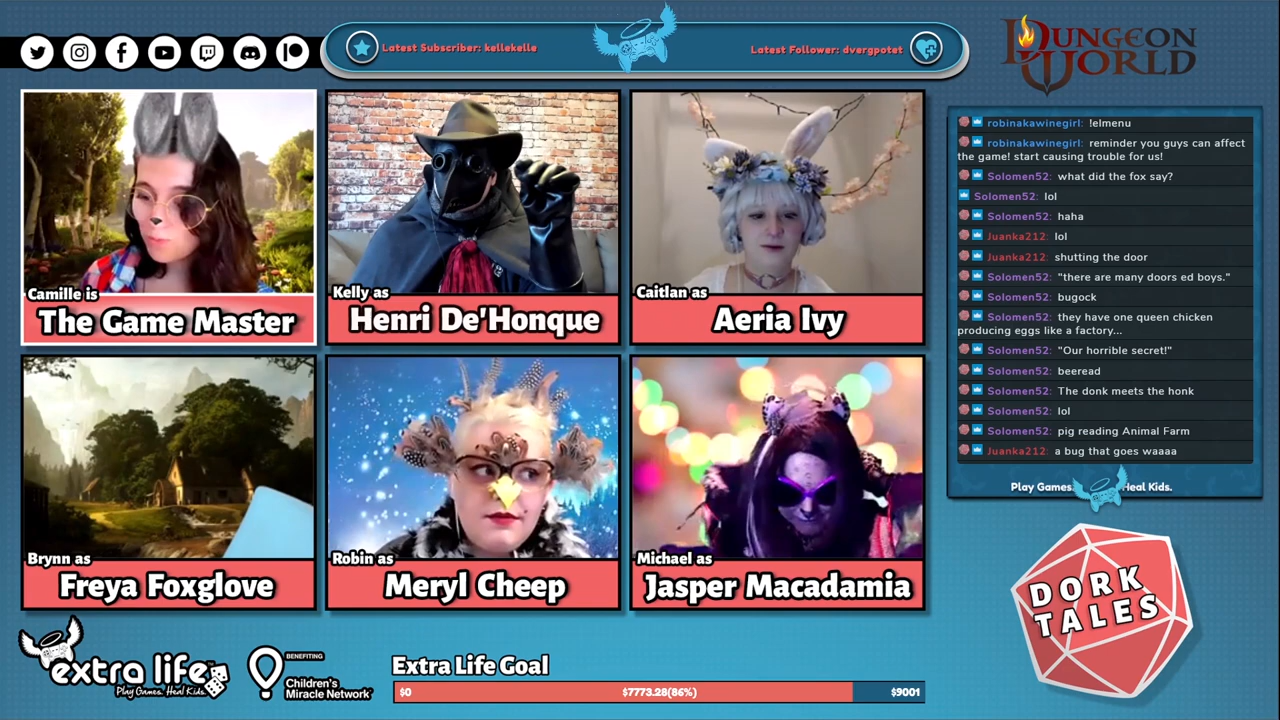 Latest Subscriber: kellekelle
Latest Follower: dvergpotet
DUNGEON
WORLD
Camille is
The Game Master
Kelly as
Henri De'Honque
Caitlan as
Aeria Ivy
Brynn as
Freya Foxglove
Robin as
Meryl Cheep
Michael as
Jasper Macadamia
robinakawinegirl: !elmenu
robinakawinegirl: reminder you guys can affect
the game! start causing trouble for us!
Solomen52: what did the fox say?
Solomen52: lol
Solomen52: haha
Juanka212: lol
Juanka212: shutting the door
Solomen52: "there are many doors ed boys."
Solomen52: bugock
Solomen52: they have one queen chicken
producing eggs like a factory...
Solomen52: "Our horrible secret!"
Solomen52: beeread
Solomen52: The donk meets the honk
Solomen52: lol
Solomen52: pig reading Animal Farm
Juanka212: a bug that goes waaaa
Play Games. Heal Kids.
DORK
TALES
extra life
Play Games. Heal Kids.
BENEFITING
Children's
Miracle Network
Extra Life Goal
$0 $7773.28(86%) $9001